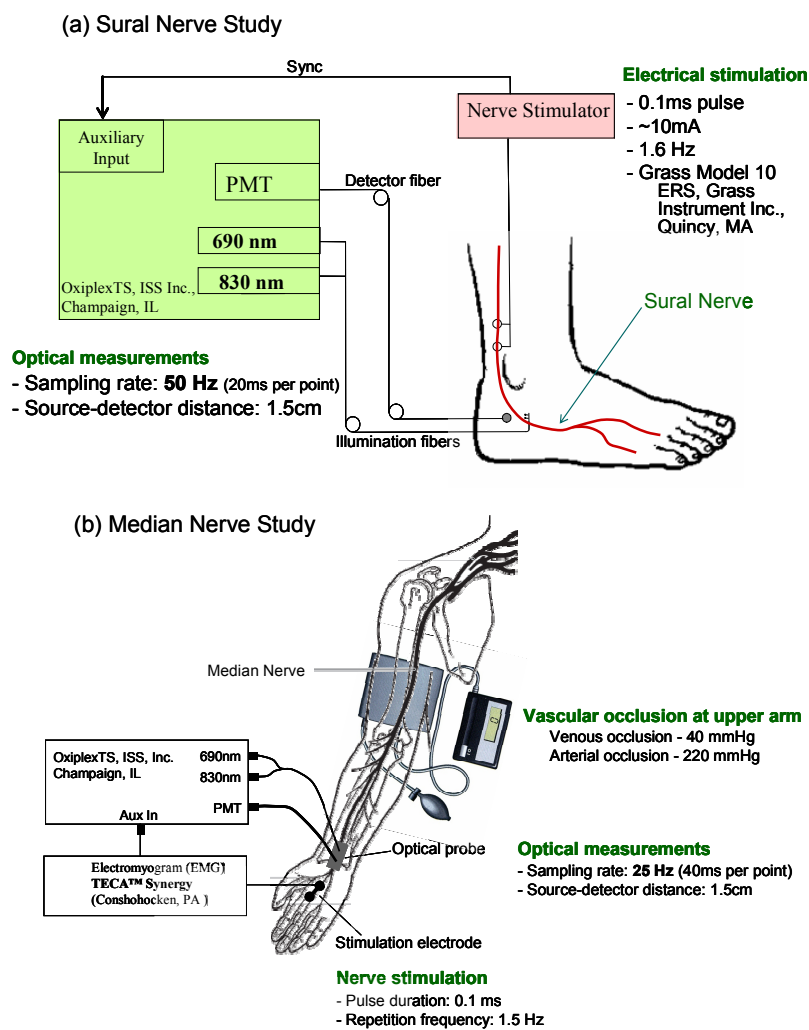 (a) Sural Nerve Study
Sync
Electrical stimulation
- 0.1ms pulse
- ~10mA
- 1.6 Hz
- Grass Model 10
ERS, Grass
Instrument Inc.,
Quincy, MA
Nerve Stimulator
Auxiliary
Input
PMT
Detector fiber
690 nm
830 nm
OxiplexTS, ISS Inc.,
Champaign, IL
Sural Nerve
Optical measurements
- Sampling rate: 50 Hz (20ms per point)
- Source-detector distance: 1.5cm
Illumination fibers
(b) Median Nerve Study
Median Nerve
0
Vascular occlusion at upper arm
Venous occlusion - 40 mmHg
Arterial occlusion - 220 mmHg
OxiplexTS, ISS, Inc.
Champaign, IL
690nm
830nm
PMT
Aux In
Optical probe
Optical measurements
- Sampling rate: 25 Hz (40ms per point)
- Source-detector distance: 1.5cm
Electromyogram (EMG)
TECA™ Synergy
(Conshohocken, PA )
Stimulation electrode
Nerve stimulation
- Pulse duration: 0.1 ms
- Repetition frequency: 1.5 Hz